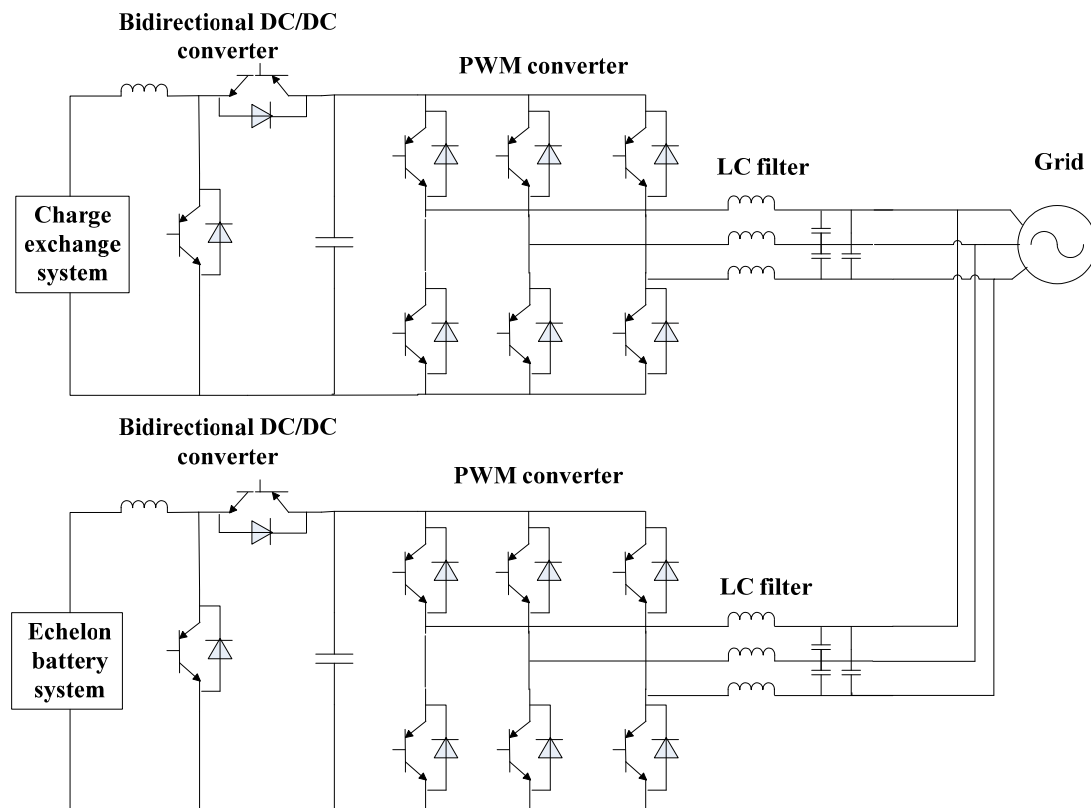 Bidirectional DC/DC
converter
PWM converter
LC filter
Grid
Charge
exchange
system
Bidirectional DC/DC
converter
PWM converter
LC filter
Echelon
battery
system